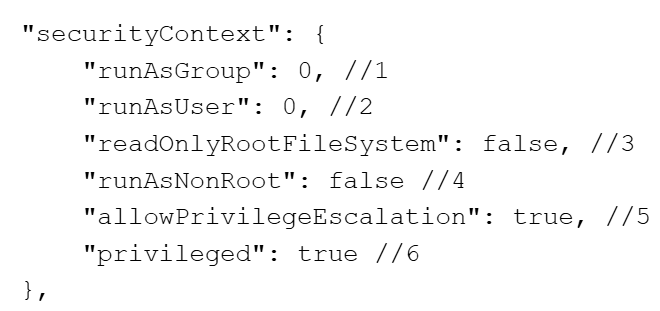 "securityContext": {
"runAsGroup": 0, //1
"runAsUser": 0, //2
"readOnlyRootFileSystem": false, //3
"runAsNonRoot": false //4
"allowPrivilegeEscalation": true, //5
"privileged": true //6
},